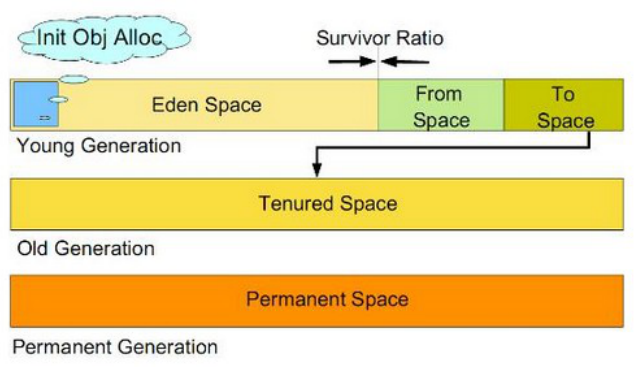 Init Obj Alloc
Survivor Ratio
Eden Space
From
Space
To
Space
Young Generation
Tenured Space
Old Generation
Permanent Space
Permanent Generation